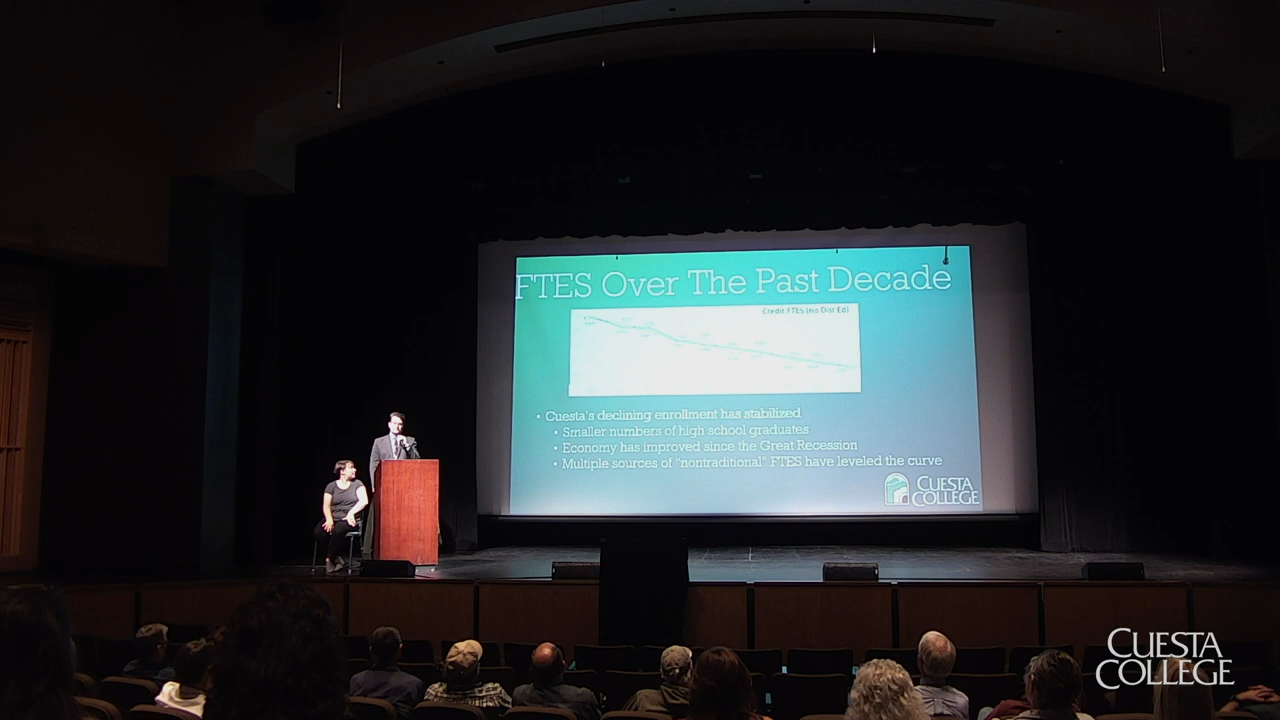 FTES Over The Past Decade
Credit FTES (no Dist Ed)
• Cuesta's declining enrollment has stabilized
• Smaller numbers of high school graduates
• Economy has improved since the Great Recession
• Multiple sources of "nontraditional" FTES have leveled the curve
CUESTA
COLLEGE
CUESTA
COLLEGE